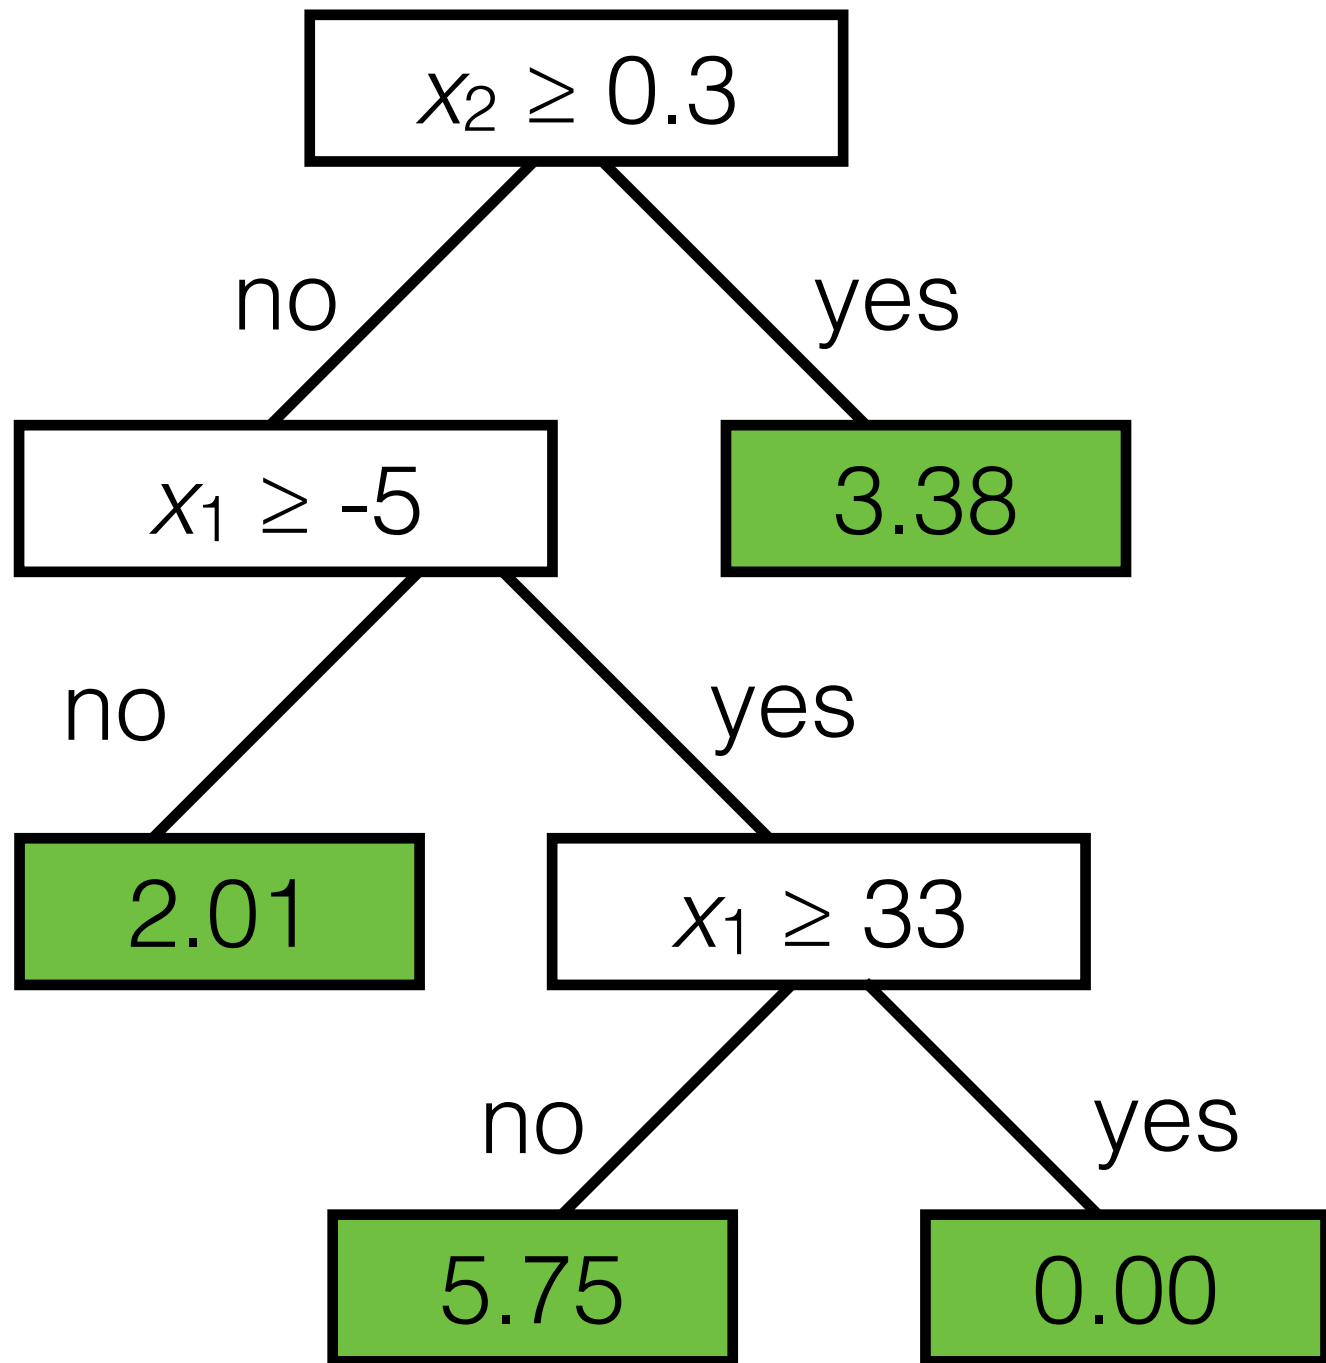 x₂ ≥ 0.3
no
yes
x₁ ≥ -5
3.38
no
yes
2.01
x₁ ≥ 33
no
yes
5.75
0.00